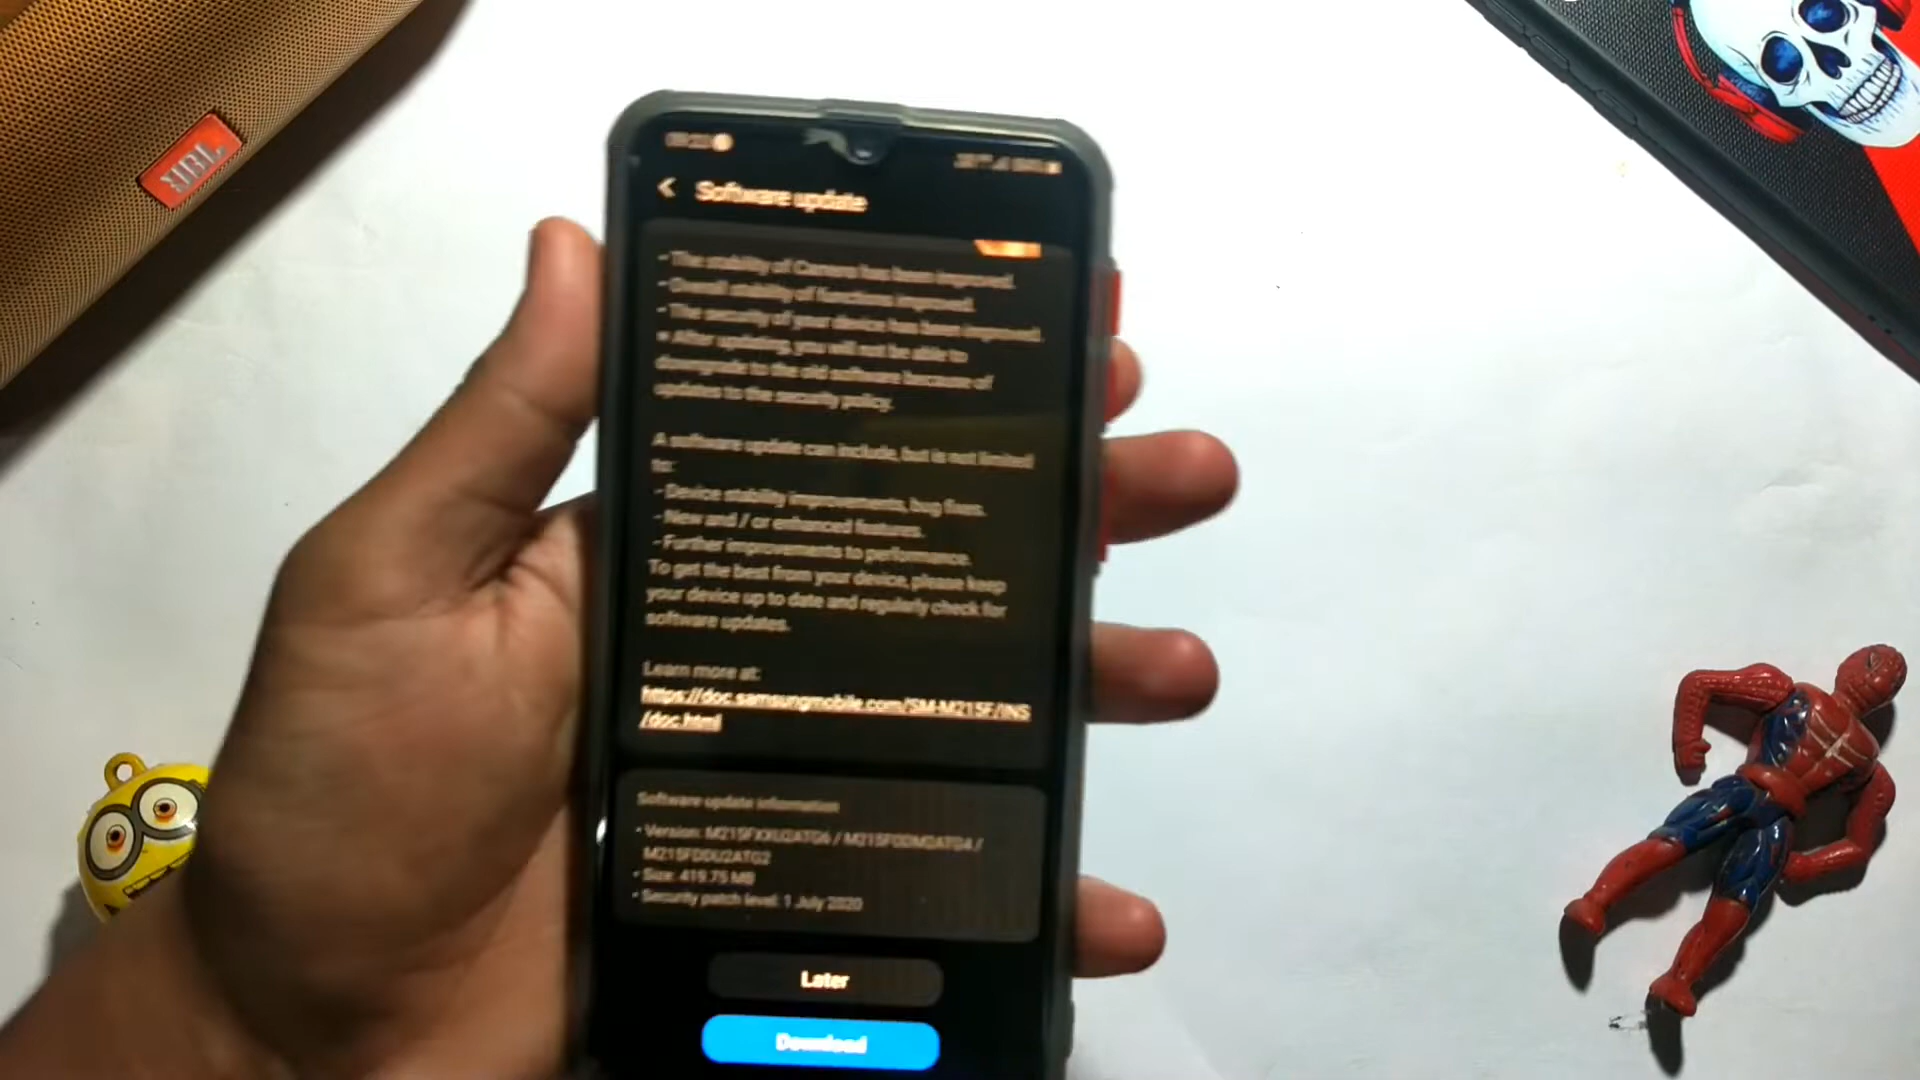 JBL
Software update
- The stability of Camera has been improved.
- Overall stability of functions improved.
- The security of your device has been improved.
* After updating, you will not be able to
downgrade to the old software because of
updates to the security policy.
A software update can include, but is not limited
to:
- Device stability improvements, bug fixes.
- New and / or enhanced features.
- Further improvements to performance.
To get the best from your device, please keep
your device up to date and regularly check for
software updates.
Learn more at:
https://doc.samsungmobile.com/SM-M215F/INS
/doc.html
Software update information
• Version: M215FXXU2ATG6 / M215FODM2ATG4 /
M215FDDU2ATG2
• Size: 419.75 MB
• Security patch level: 1 July 2020
Later
Download